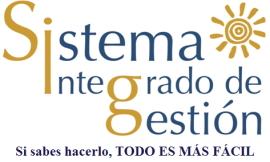 Sistema
integrado de
gestión
Si sabes hacerlo, TODO ES MÁS FÁCIL